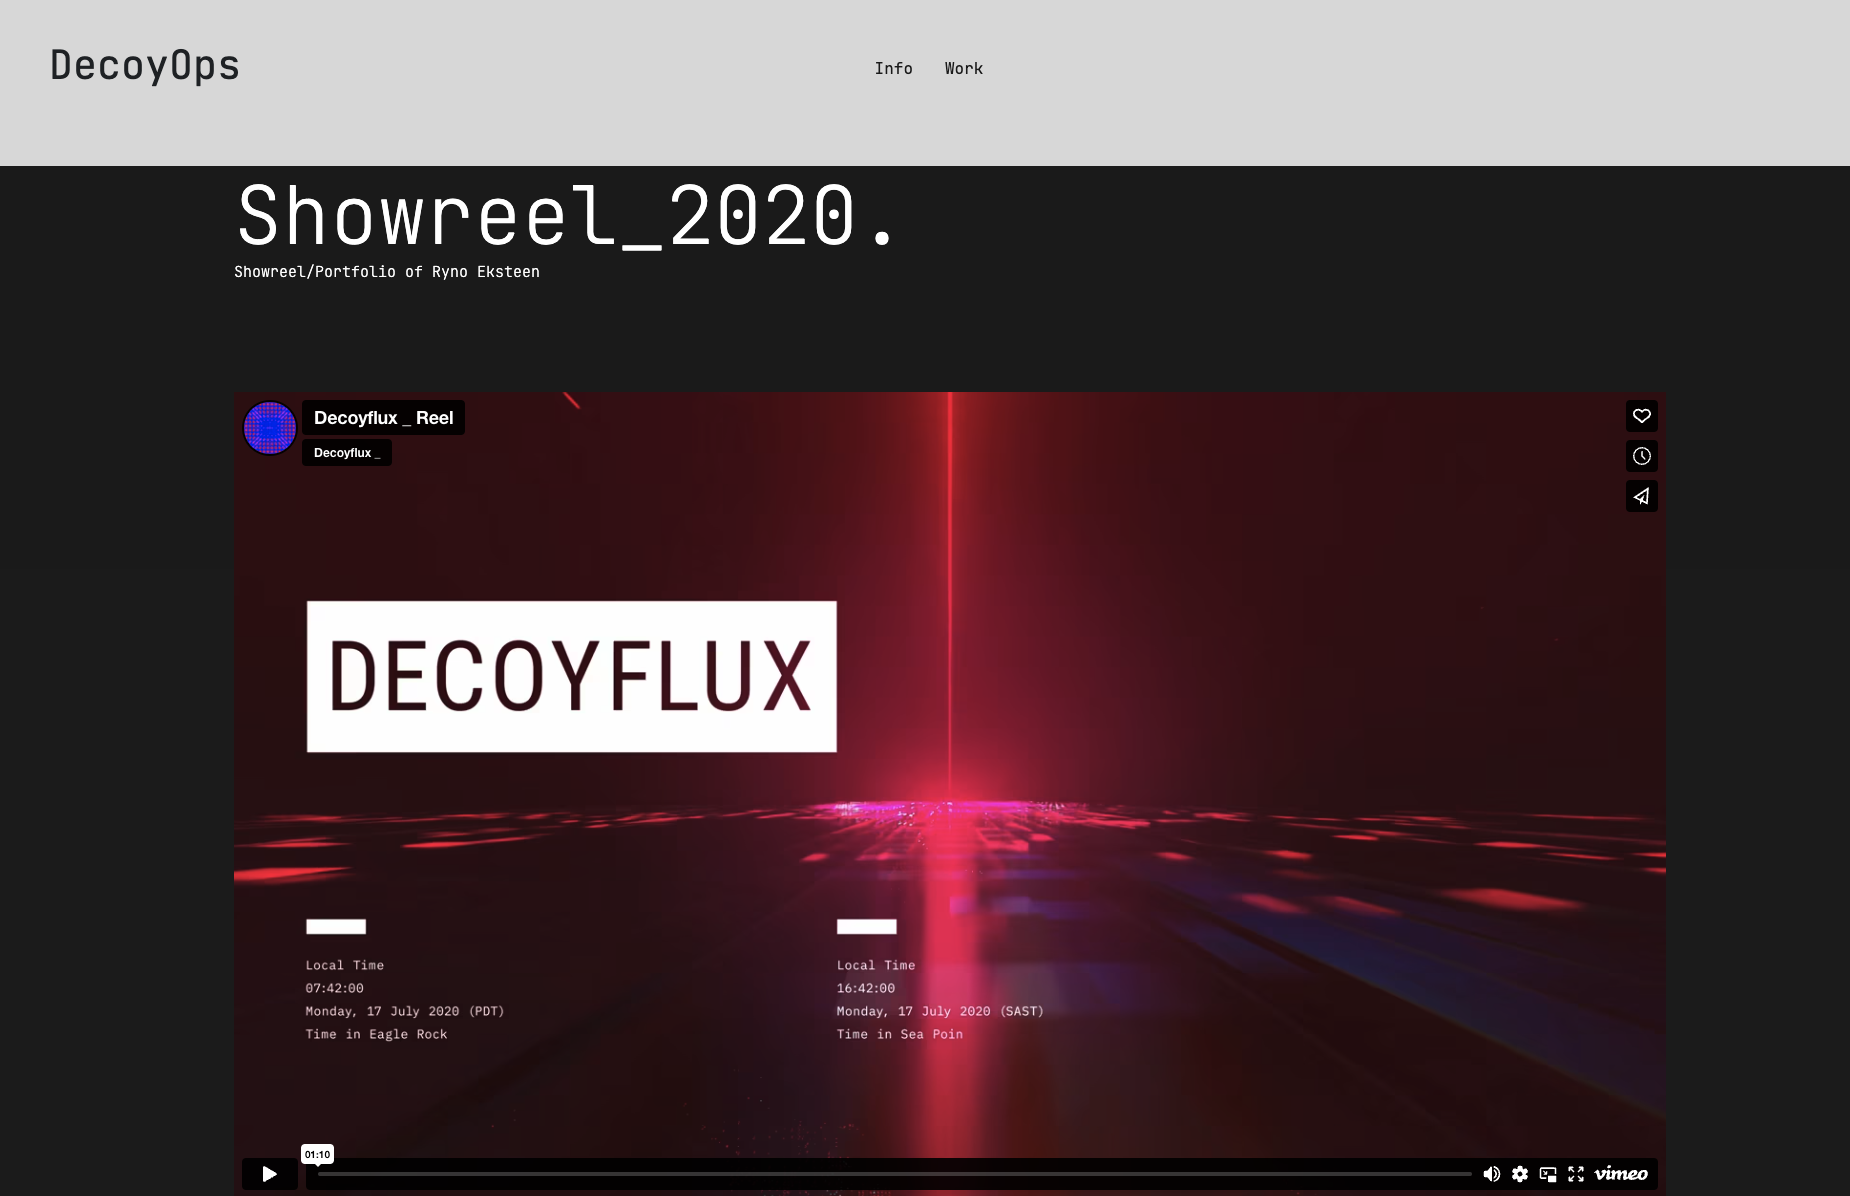 DecoyOps
Info Work
Showreel_2020.
Showreel/Portfolio of Ryno Eksteen
Decoyflux _ Reel
Decoyflux _
DECOYFLUX
Local Time
07:42:00
Monday, 17 July 2020 (PDT)
Time in Eagle Rock
Local Time
16:42:00
Monday, 17 July 2020 (SAST)
Time in Sea Poin
01:10
vimeo